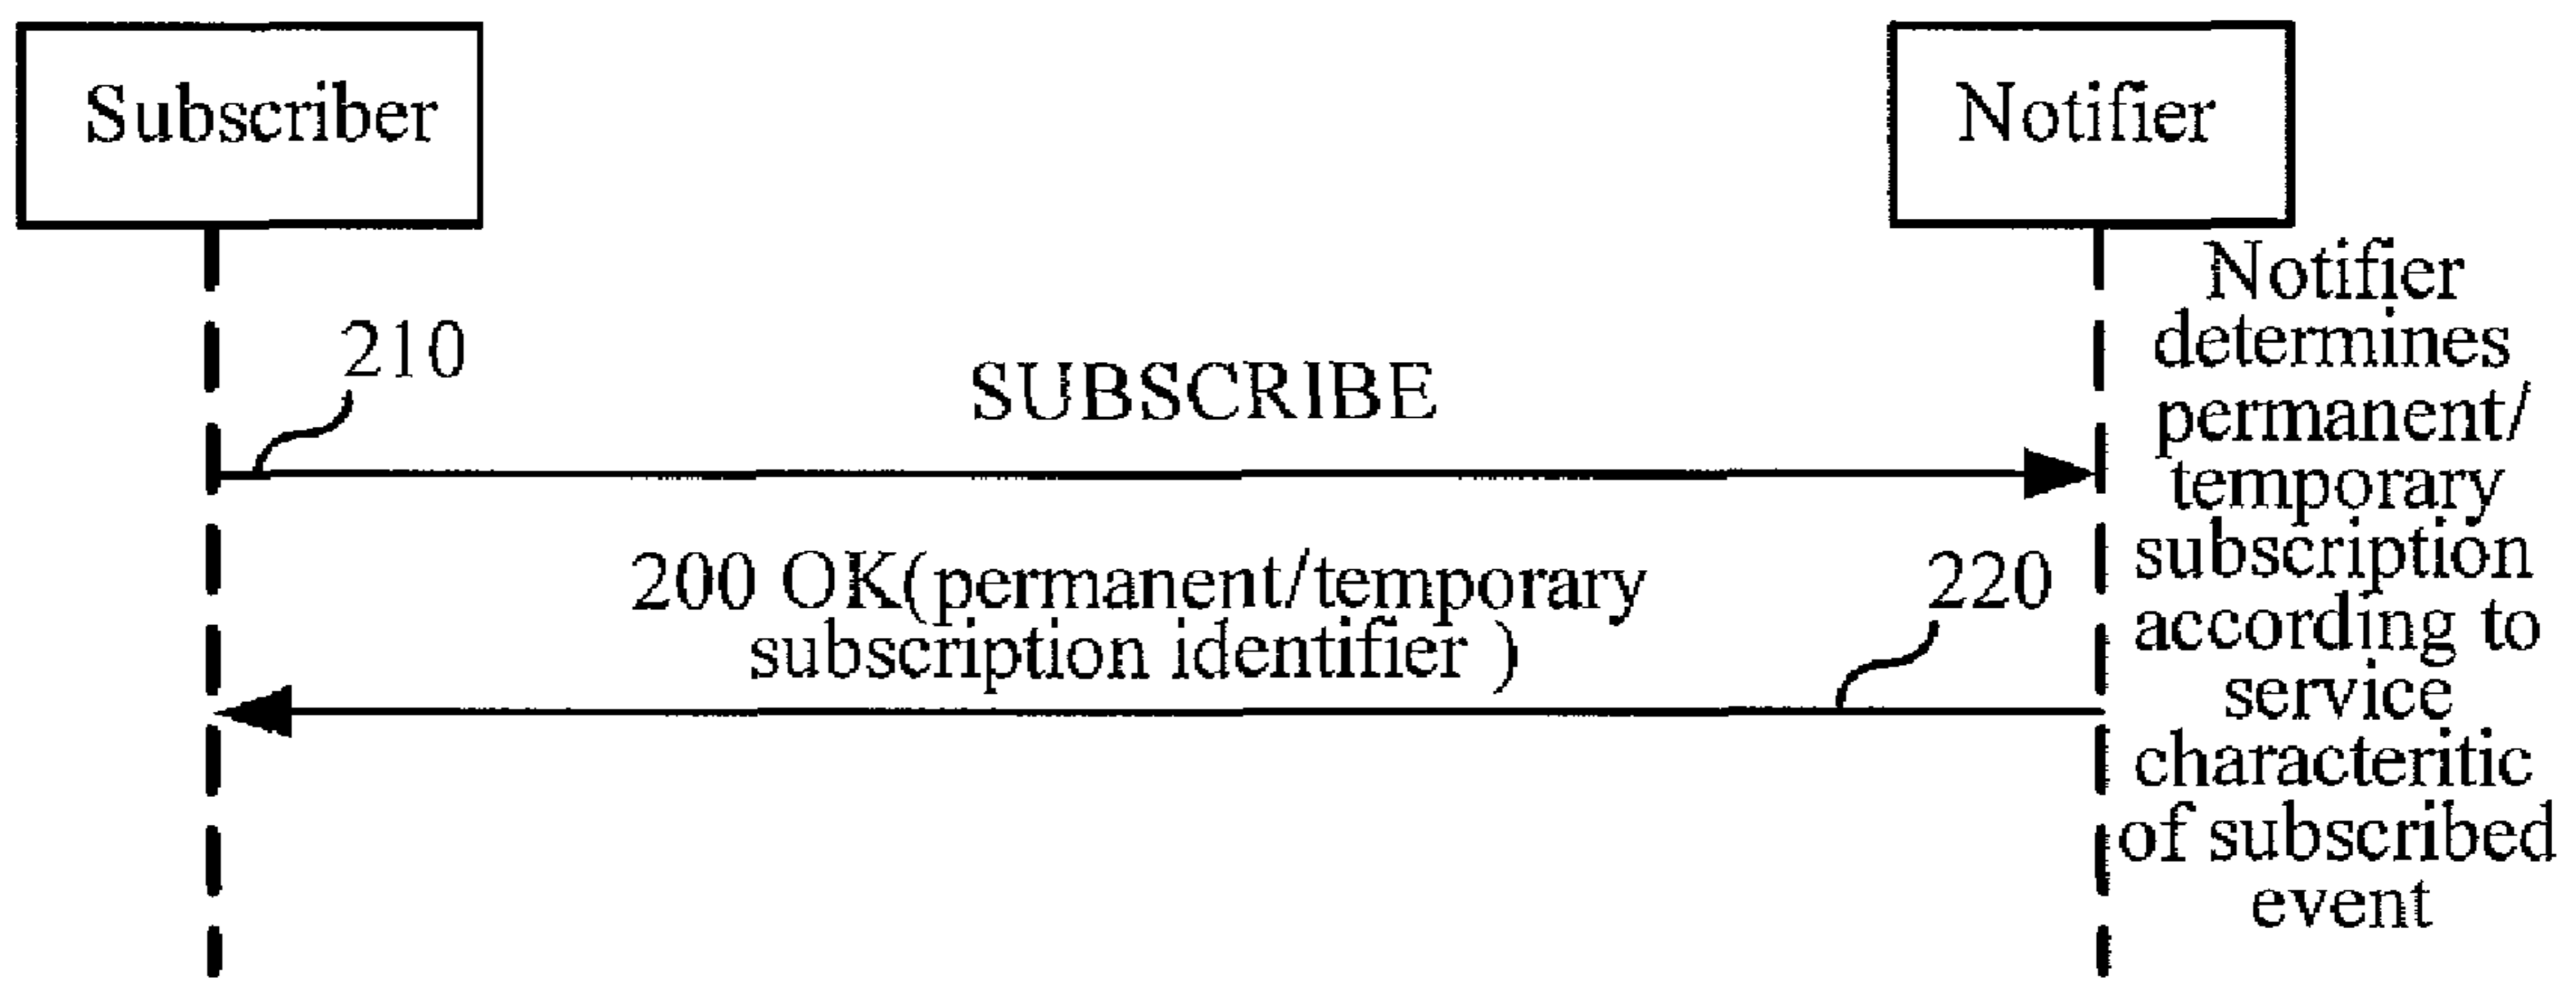 Subscriber
Notifier
210
SUBSCRIBE
200 OK(permanent/temporary
subscription identifier )
220
Notifier
determines
permanent/
temporary
subscription
according to
service
characteritic
of subscribed
event